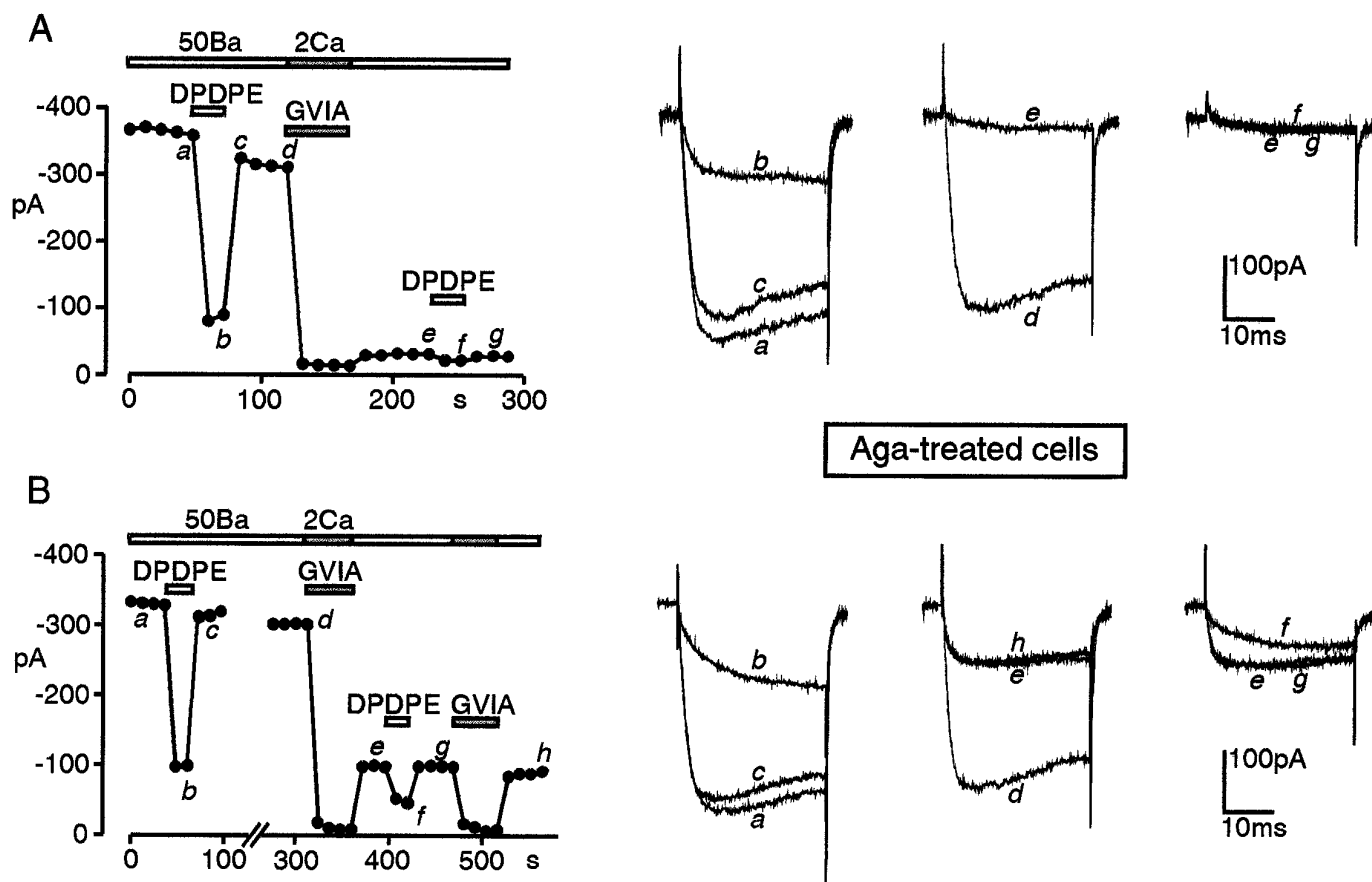 A
50Ba 2Ca
DPDPE
GVIA
-400
-300
pA
-200
-100
0
a
b
c
d
DPDPE
e
f
g
0 100 200 s 300
b
c
a
e
d
f
e g
100pA
10ms
Aga-treated cells
B
50Ba 2Ca
DPDPE GVIA
-400
-300
pA
-200
-100
0
a
b
c
d
DPDPE GVIA
e
f
g
h
0 100 300 400 500 s
b
c
a
h
e
d
f
e g
100pA
10ms